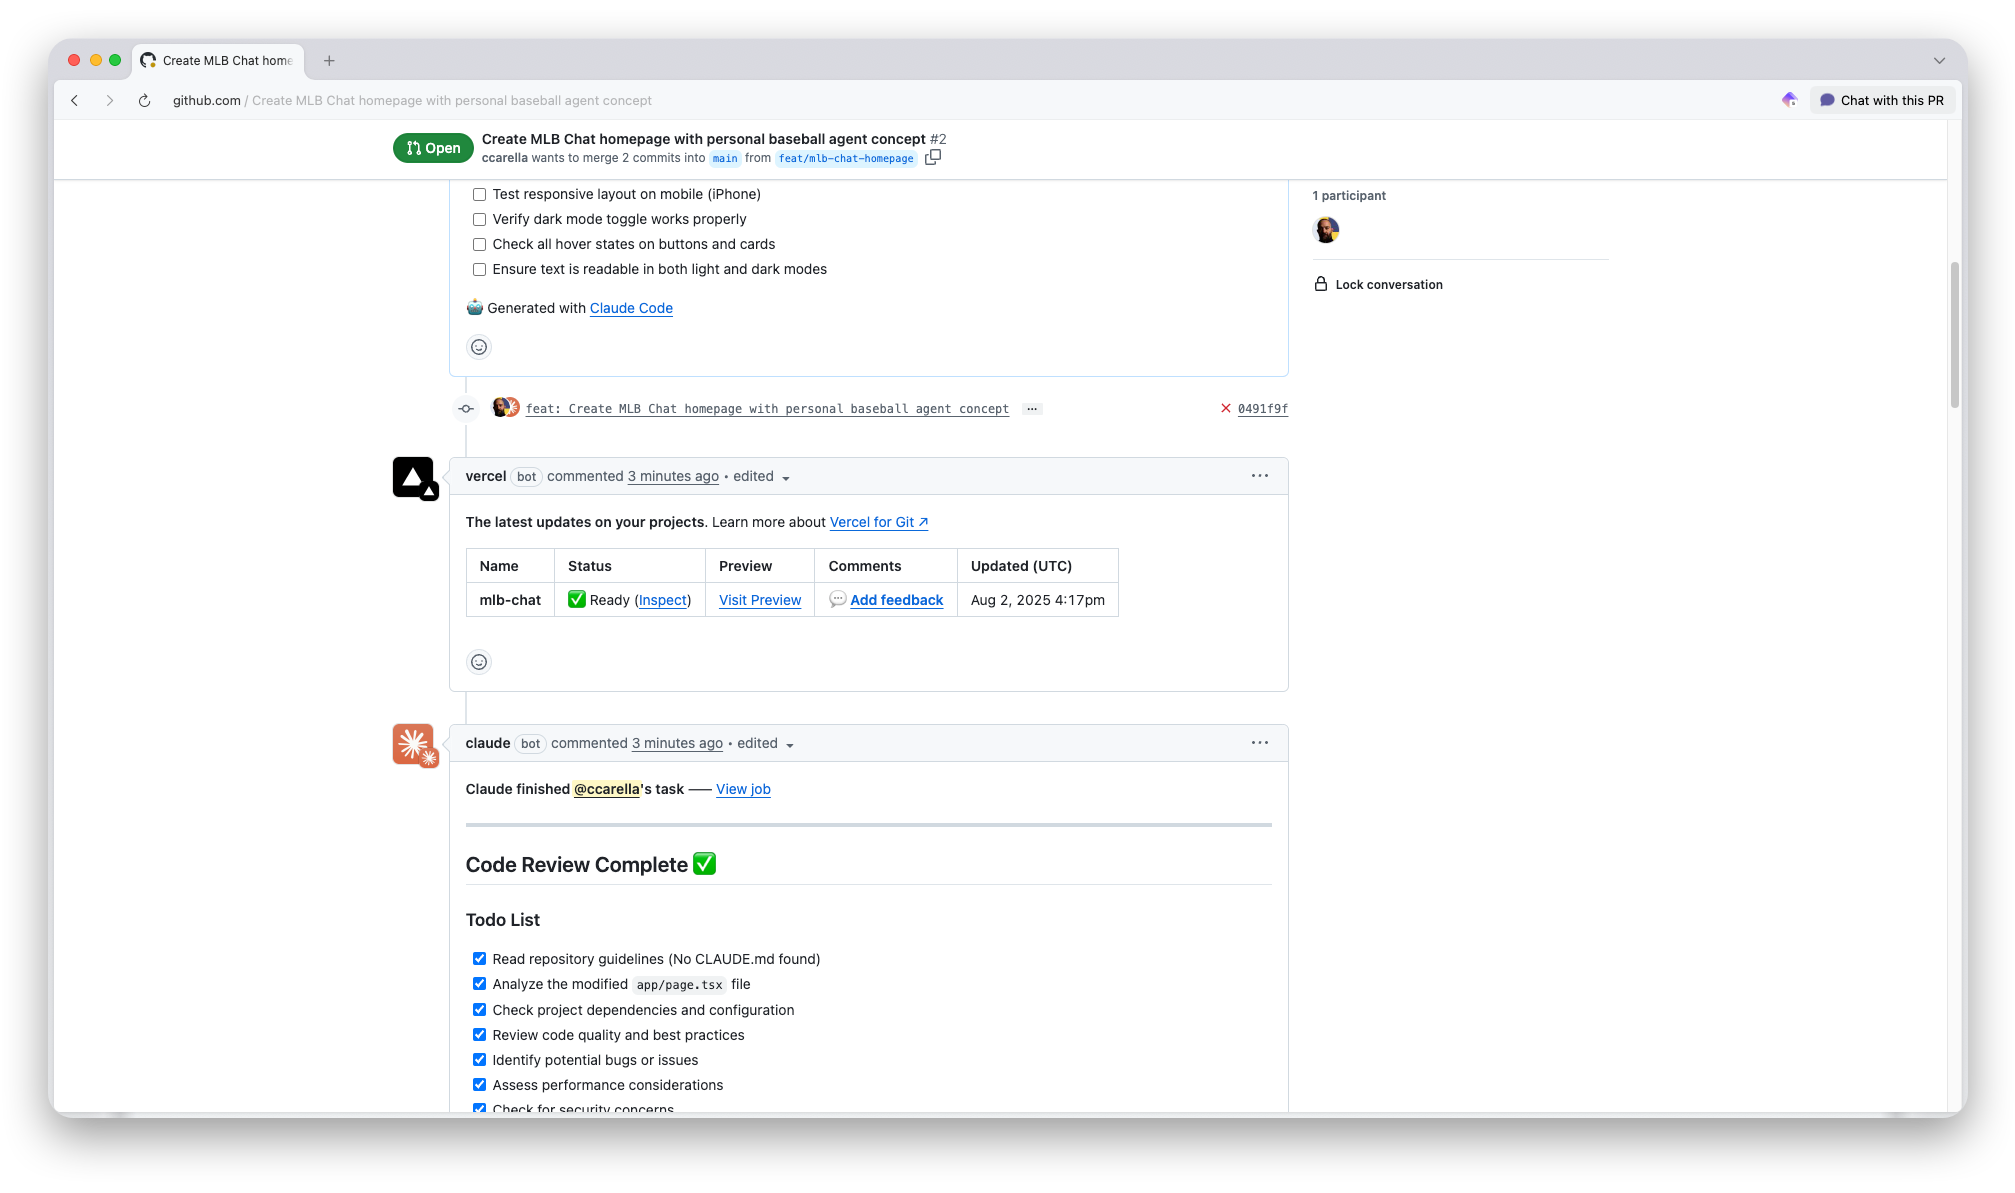 Create MLB Chat home
github.com / Create MLB Chat homepage with personal baseball agent concept
Chat with this PR
Open
Create MLB Chat homepage with personal baseball agent concept #2
ccarella wants to merge 2 commits into main from feat/mlb-chat-homepage
Test responsive layout on mobile (iPhone)
Verify dark mode toggle works properly
Check all hover states on buttons and cards
Ensure text is readable in both light and dark modes
Generated with Claude Code
1 participant
Lock conversation
feat: Create MLB Chat homepage with personal baseball agent concept ... 0491f9f
vercel bot commented 3 minutes ago • edited
The latest updates on your projects. Learn more about Vercel for Git ↗
Name Status Preview Comments Updated (UTC)
mlb-chat ✅ Ready (Inspect) Visit Preview 💬 Add feedback Aug 2, 2025 4:17pm
claude bot commented 3 minutes ago • edited
Claude finished @ccarella's task —— View job
Code Review Complete ✅
Todo List
Read repository guidelines (No CLAUDE.md found)
Analyze the modified app/page.tsx file
Check project dependencies and configuration
Review code quality and best practices
Identify potential bugs or issues
Assess performance considerations
Check for security concerns